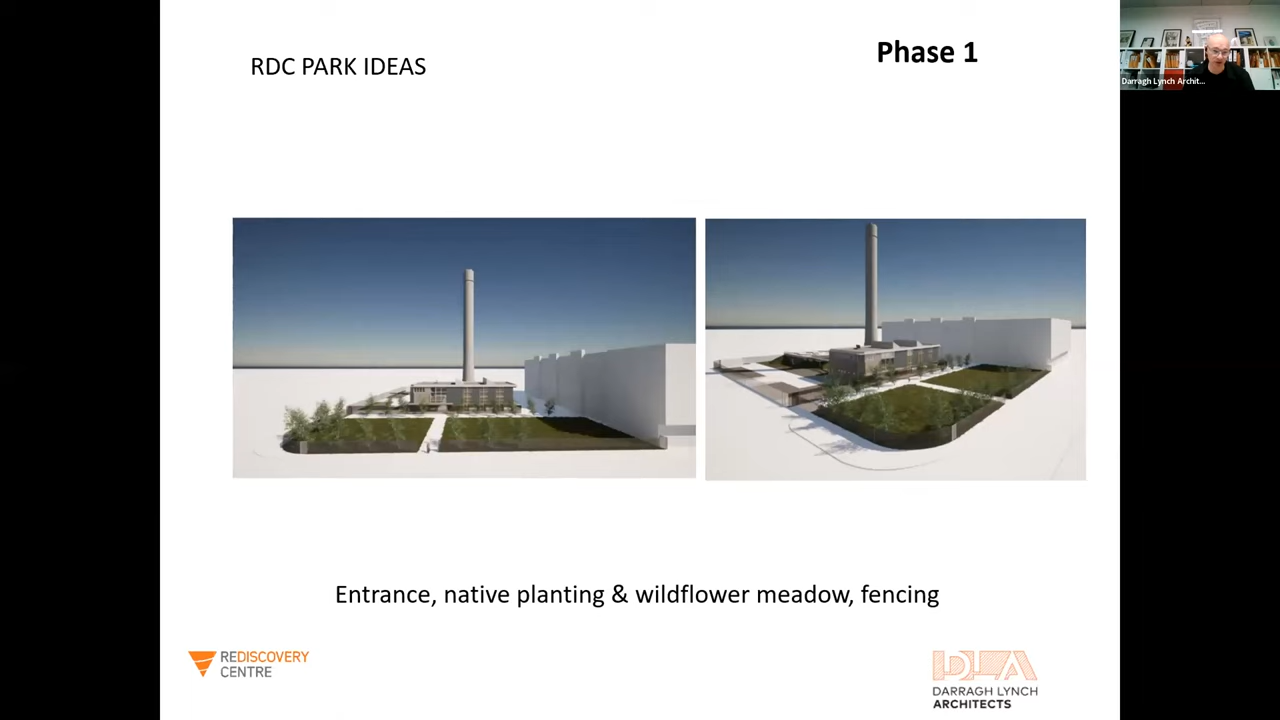 RDC PARK IDEAS
Phase 1
Darragh Lynch Archit...
Entrance, native planting & wildflower meadow, fencing
REDISCOVERY
CENTRE
DLA
DARRAGH LYNCH
ARCHITECTS